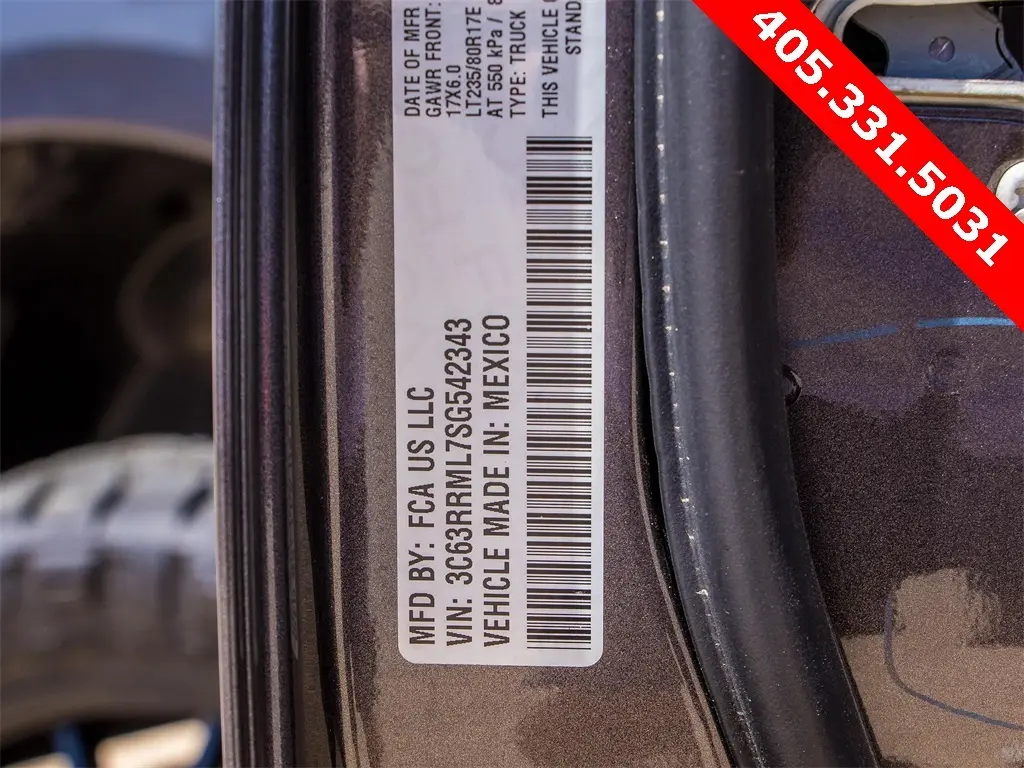 MFD BY: FCA US LLC
DATE OF MFR
GAWR FRONT:
17X6.0
VIN: 3C63RRML7SG542343
LT235/80R17E
AT 550 kPa /
VEHICLE MADE IN: MEXICO
TYPE: TRUCK
THIS VEHICLE
STAND
405.331.5031